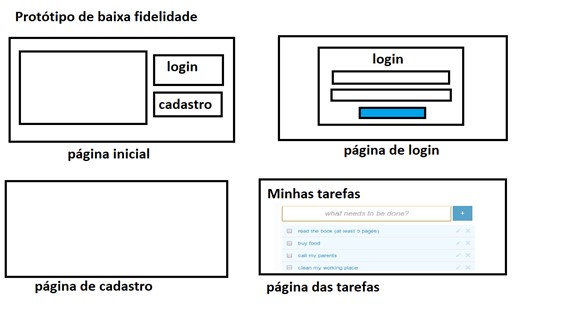 Protótipo de baixa fidelidade
login
cadastro
página inicial
login
página de login
página de cadastro
Minhas tarefas
what needs to be done?
+
read the book (at least 5 pages)
buy food
call my parents
clean my working place
página das tarefas